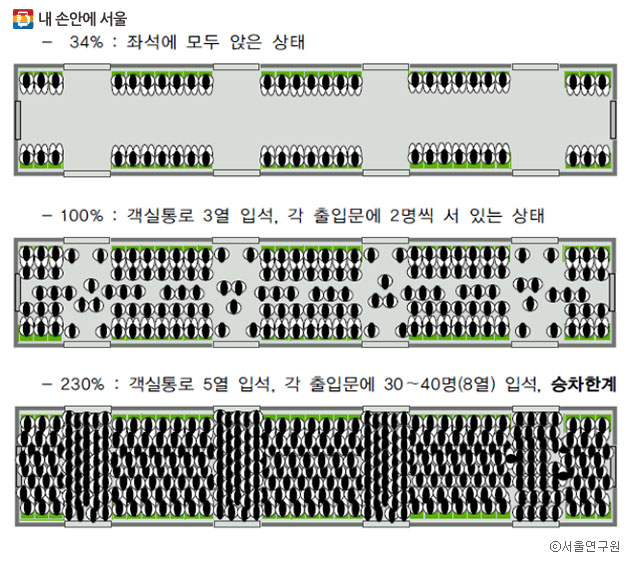 내 손안에 서울
- 34% : 좌석에 모두 앉은 상태
- 100% : 객실통로 3열 입석, 각 출입문에 2명씩 서 있는 상태
- 230% : 객실통로 5열 입석, 각 출입문에 30~40명(8열) 입석, 승차한계
©서울연구원